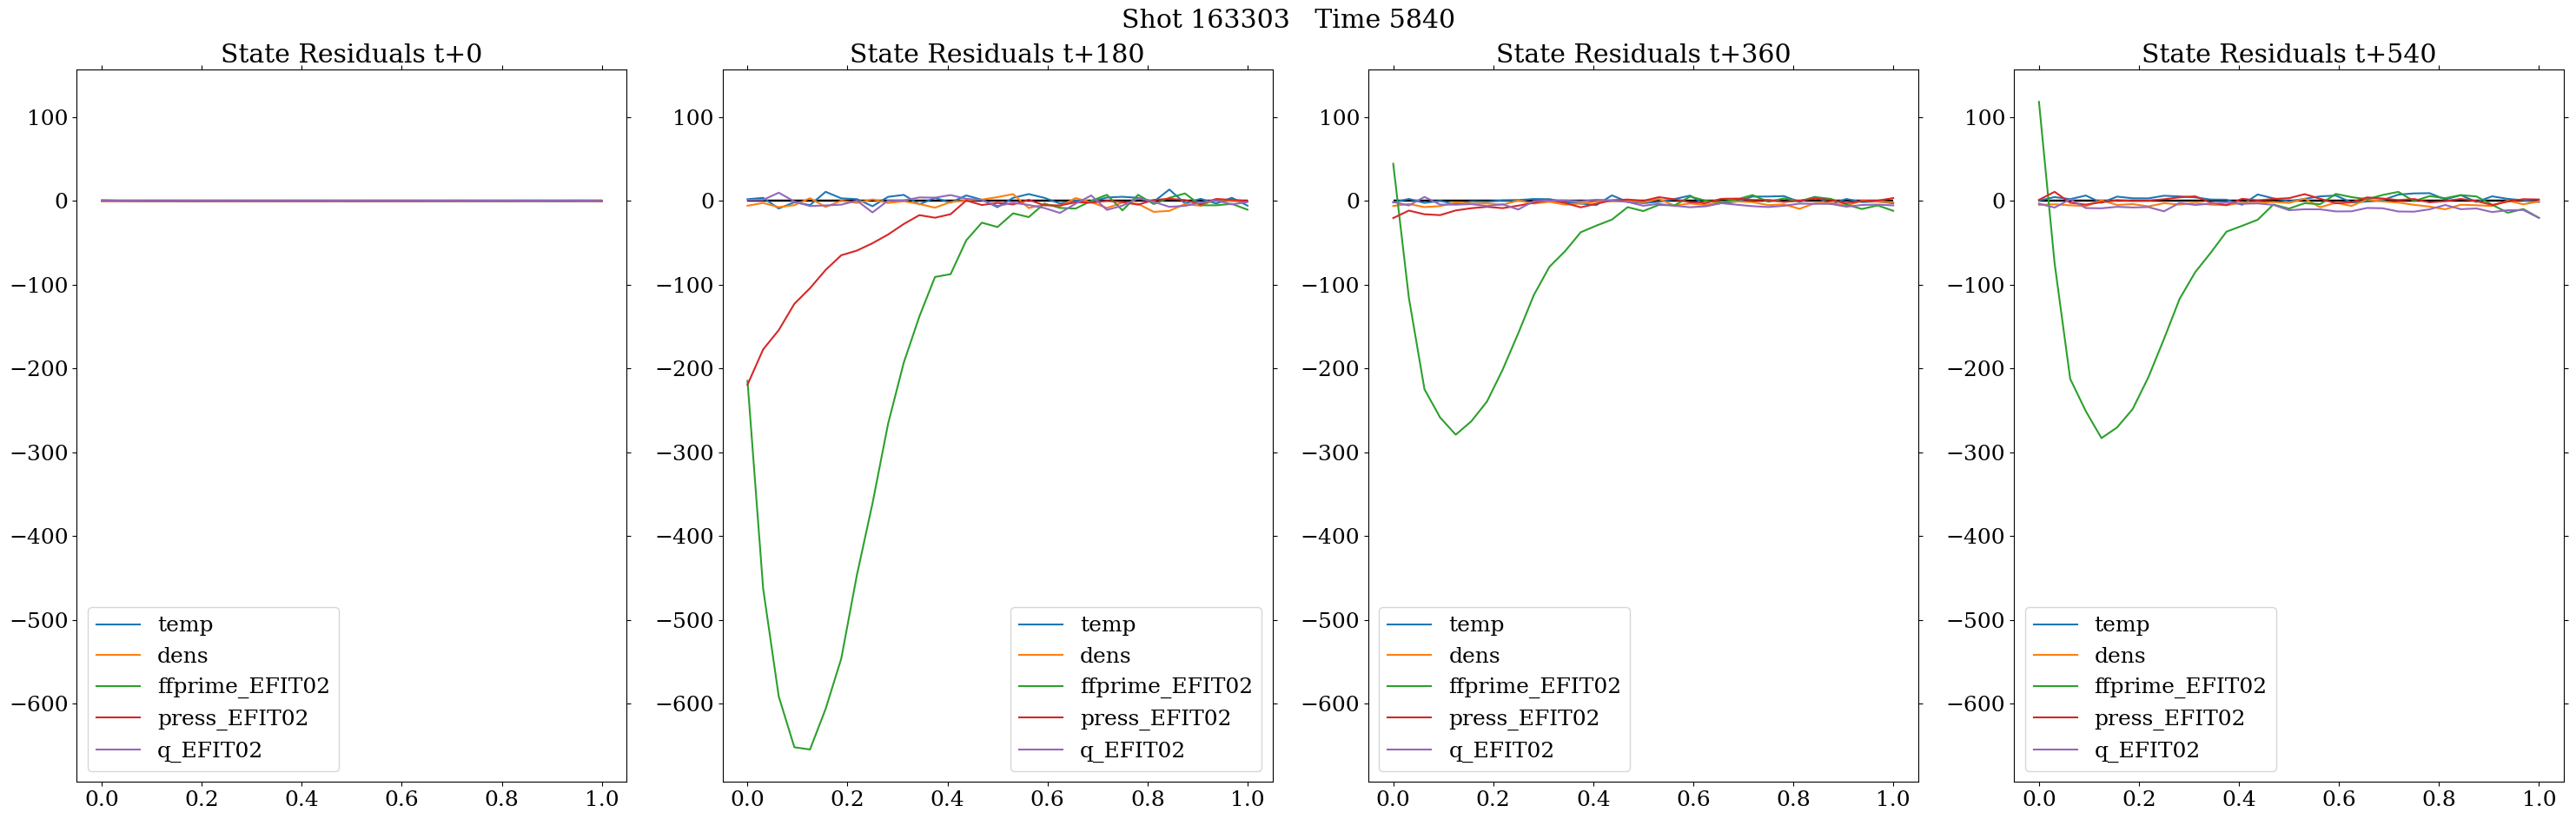 Shot 163303   Time 5840
State Residuals t+0
100
0
−100
−200
−300
−400
−500
−600
0.0 0.2 0.4 0.6 0.8 1.0
temp
dens
ffprime_EFIT02
press_EFIT02
q_EFIT02
State Residuals t+180
100
0
−100
−200
−300
−400
−500
−600
0.0 0.2 0.4 0.6 0.8 1.0
temp
dens
ffprime_EFIT02
press_EFIT02
q_EFIT02
State Residuals t+360
100
0
−100
−200
−300
−400
−500
−600
0.0 0.2 0.4 0.6 0.8 1.0
temp
dens
ffprime_EFIT02
press_EFIT02
q_EFIT02
State Residuals t+540
100
0
−100
−200
−300
−400
−500
−600
0.0 0.2 0.4 0.6 0.8 1.0
temp
dens
ffprime_EFIT02
press_EFIT02
q_EFIT02